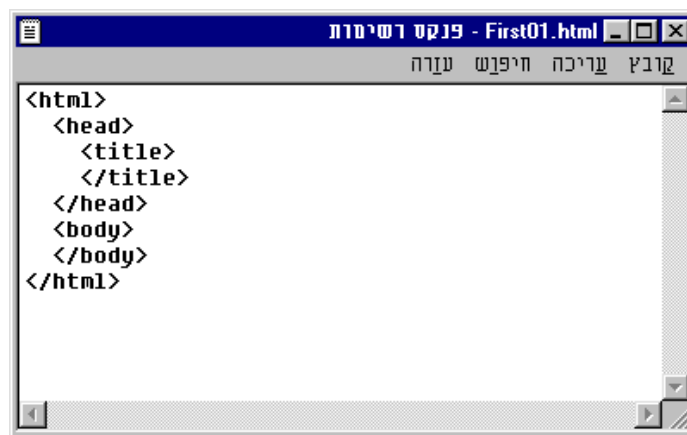 פנקס רשימות - First01.html
קובץ עריכה חיפוש עזרה
<html>
  <head>
    <title>
    </title>
  </head>
  <body>
  </body>
</html>